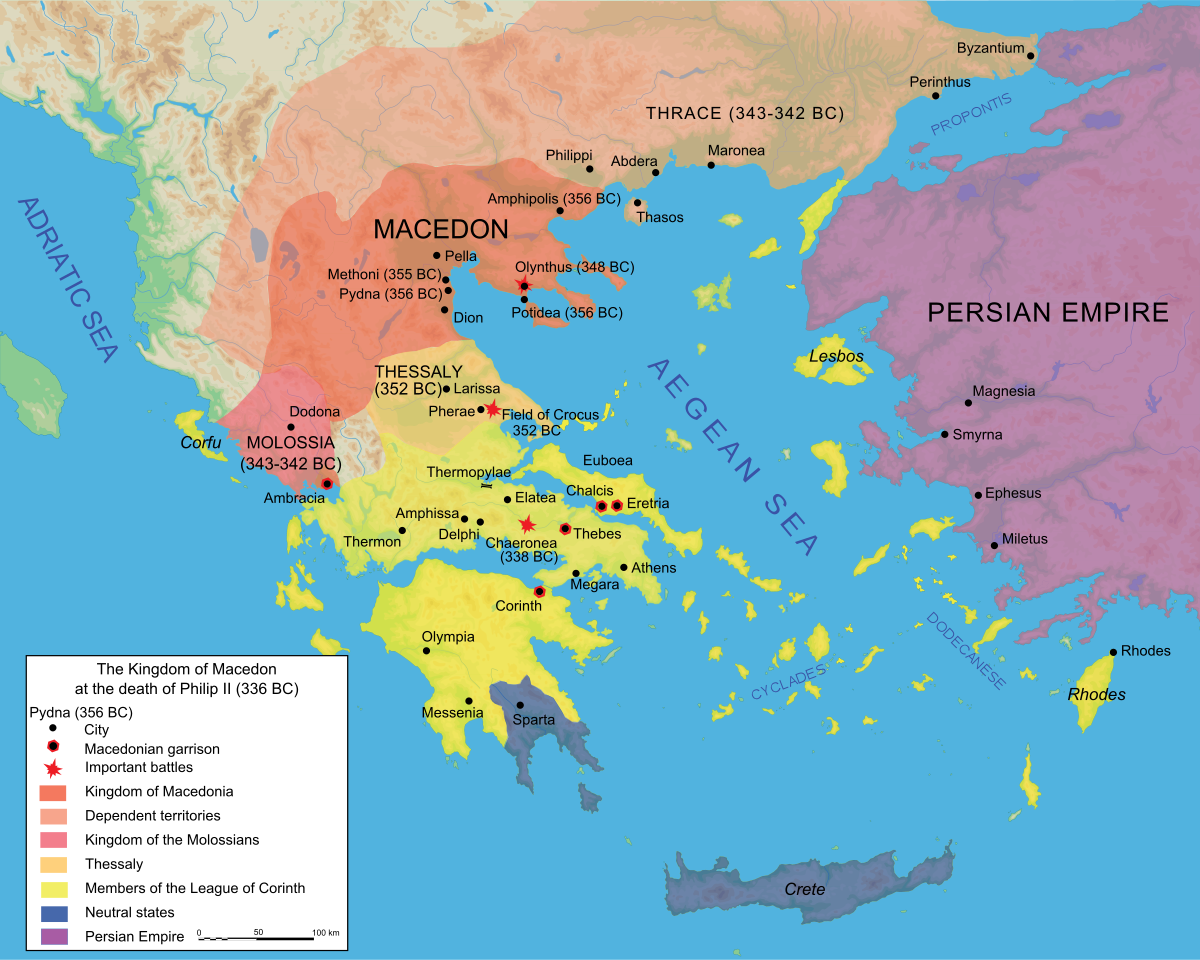 Byzantium
Perinthus
PROPONTIS
THRACE (343-342 BC)
Maronea
Philippi
Abdera
Amphipolis (356 BC)
Thasos
ADRIATIC SEA
MACEDON
Pella
Olynthus (348 BC)
Methoni (355 BC)
Pydna (356 BC)
Potidea (356 BC)
Dion
PERSIAN EMPIRE
Lesbos
AEGEAN SEA
THESSALY
(352 BC)
Larissa
Pherae
Field of Crocus
352 BC
Magnesia
Smyrna
Dodona
MOLOSSIA
(343-342 BC)
Corfu
Ambracia
Euboea
Thermopylae
Chalcis
Eretria
Elatea
Ephesus
Amphissa
Delphi
Thermon
Chaeronea
(338 BC)
Thebes
Miletus
Athens
Megara
Corinth
Olympia
DODECANESE
Rhodes
Rhodes
CYCLADES
Messenia
Sparta
Crete
The Kingdom of Macedon
at the death of Philip II (336 BC)
Pydna (356 BC)
City
Macedonian garrison
Important battles
Kingdom of Macedonia
Dependent territories
Kingdom of the Molossians
Thessaly
Members of the League of Corinth
Neutral states
Persian Empire
0 50 100 km